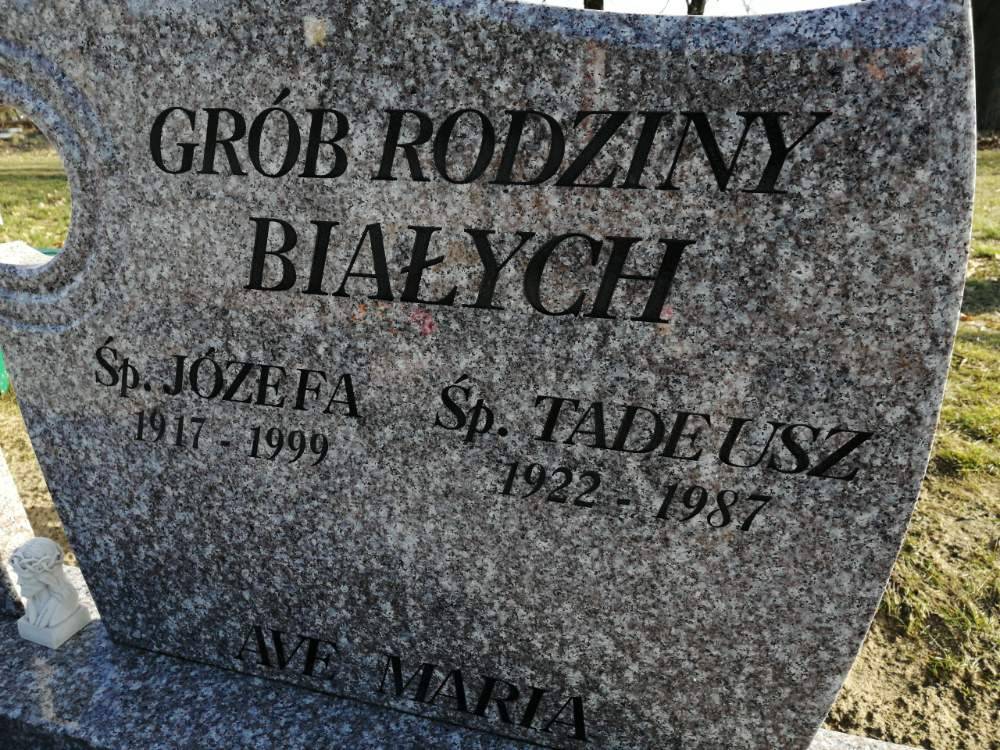 GRÓB RODZINY
BIAŁYCH
Śp. JÓZEFA
1917 - 1999
Śp. TADEUSZ
1922 - 1987
AVE MARIA